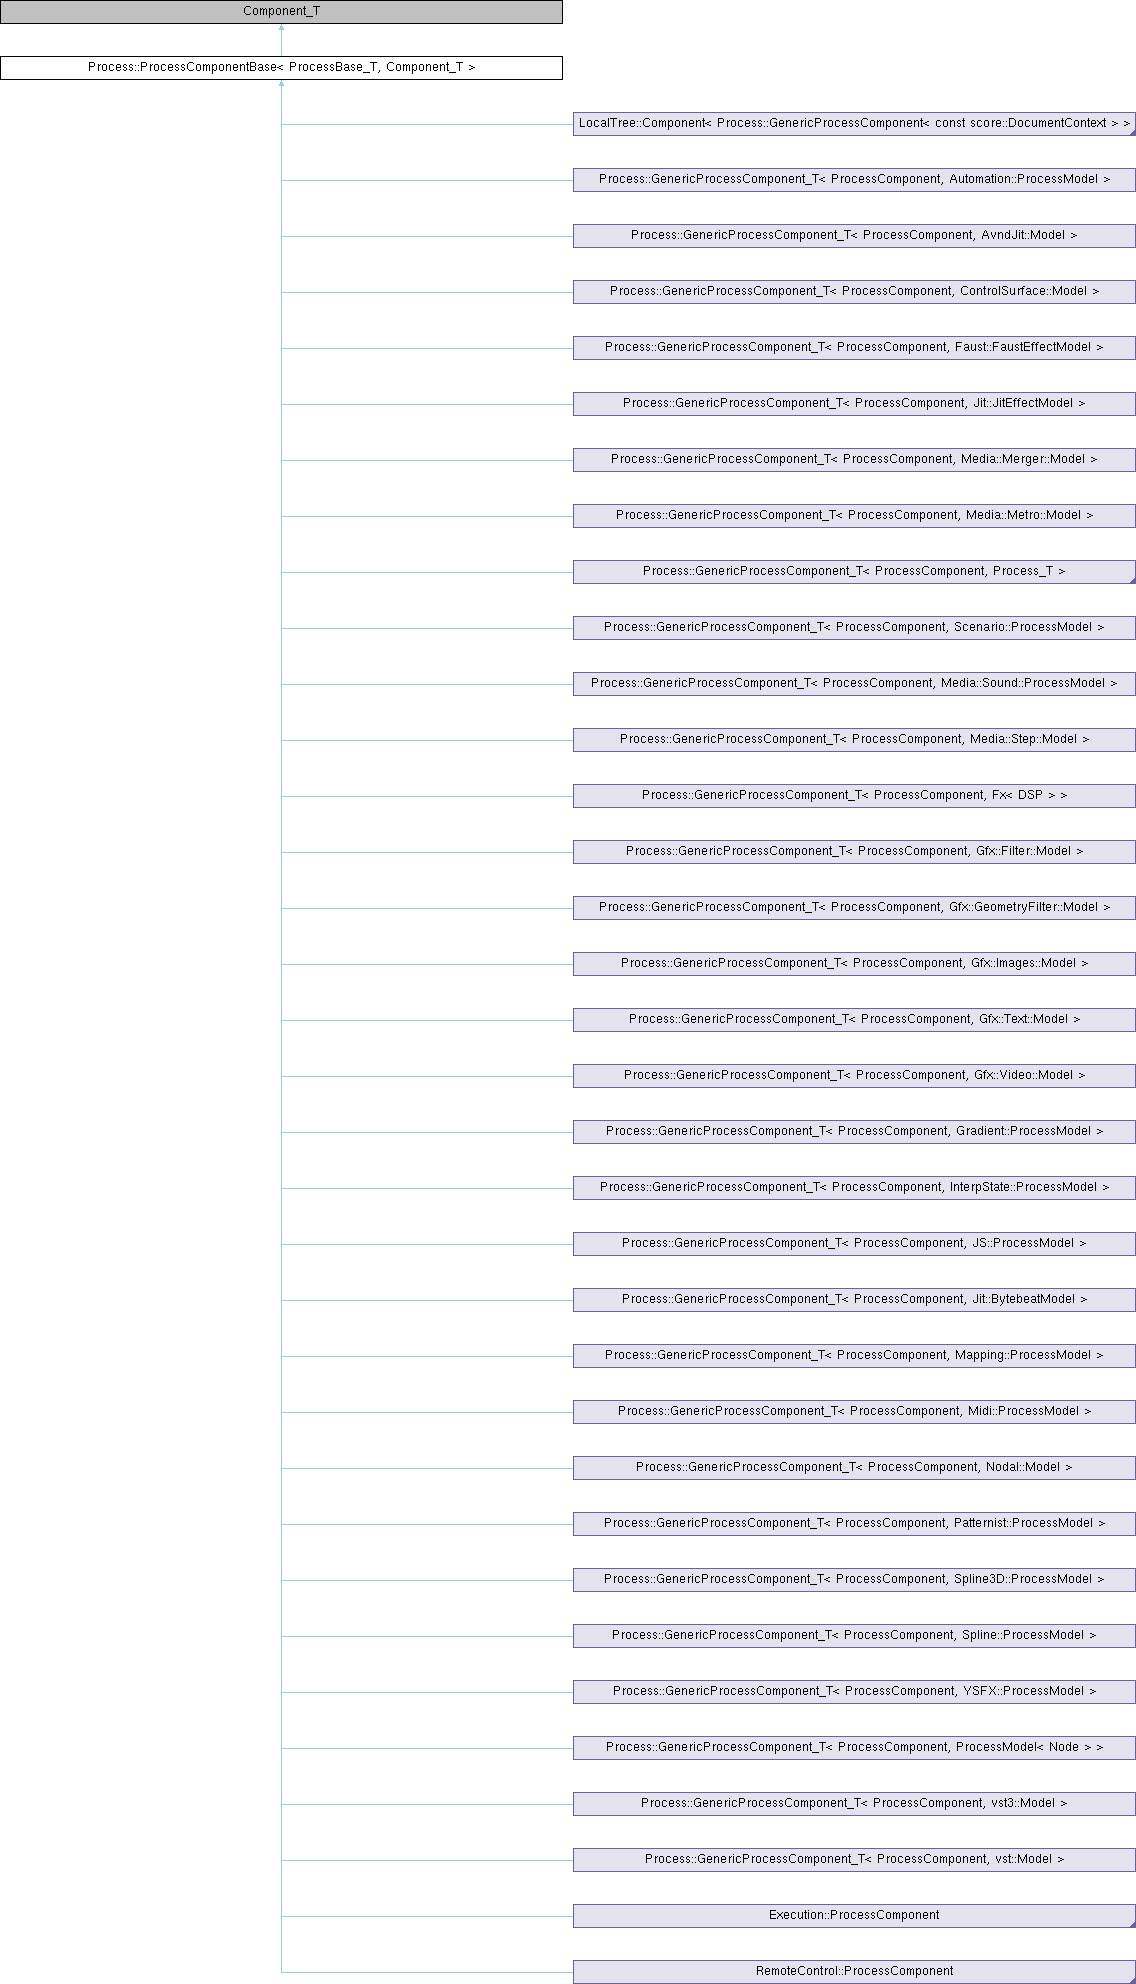 Component_T
Process::ProcessComponentBase< ProcessBase_T, Component_T >
LocalTree::Component< Process::GenericProcessComponent< const score::DocumentContext > >
Process::GenericProcessComponent_T< ProcessComponent, Automation::ProcessModel >
Process::GenericProcessComponent_T< ProcessComponent, AvndJit::Model >
Process::GenericProcessComponent_T< ProcessComponent, ControlSurface::Model >
Process::GenericProcessComponent_T< ProcessComponent, Faust::FaustEffectModel >
Process::GenericProcessComponent_T< ProcessComponent, Jit::JitEffectModel >
Process::GenericProcessComponent_T< ProcessComponent, Media::Merger::Model >
Process::GenericProcessComponent_T< ProcessComponent, Media::Metro::Model >
Process::GenericProcessComponent_T< ProcessComponent, Process_T >
Process::GenericProcessComponent_T< ProcessComponent, Scenario::ProcessModel >
Process::GenericProcessComponent_T< ProcessComponent, Media::Sound::ProcessModel >
Process::GenericProcessComponent_T< ProcessComponent, Media::Step::Model >
Process::GenericProcessComponent_T< ProcessComponent, Fx< DSP > >
Process::GenericProcessComponent_T< ProcessComponent, Gfx::Filter::Model >
Process::GenericProcessComponent_T< ProcessComponent, Gfx::GeometryFilter::Model >
Process::GenericProcessComponent_T< ProcessComponent, Gfx::Images::Model >
Process::GenericProcessComponent_T< ProcessComponent, Gfx::Text::Model >
Process::GenericProcessComponent_T< ProcessComponent, Gfx::Video::Model >
Process::GenericProcessComponent_T< ProcessComponent, Gradient::ProcessModel >
Process::GenericProcessComponent_T< ProcessComponent, InterpState::ProcessModel >
Process::GenericProcessComponent_T< ProcessComponent, JS::ProcessModel >
Process::GenericProcessComponent_T< ProcessComponent, Jit::BytebeatModel >
Process::GenericProcessComponent_T< ProcessComponent, Mapping::ProcessModel >
Process::GenericProcessComponent_T< ProcessComponent, Midi::ProcessModel >
Process::GenericProcessComponent_T< ProcessComponent, Nodal::Model >
Process::GenericProcessComponent_T< ProcessComponent, Patternist::ProcessModel >
Process::GenericProcessComponent_T< ProcessComponent, Spline3D::ProcessModel >
Process::GenericProcessComponent_T< ProcessComponent, Spline::ProcessModel >
Process::GenericProcessComponent_T< ProcessComponent, YSFX::ProcessModel >
Process::GenericProcessComponent_T< ProcessComponent, ProcessModel< Node > >
Process::GenericProcessComponent_T< ProcessComponent, vst3::Model >
Process::GenericProcessComponent_T< ProcessComponent, vst::Model >
Execution::ProcessComponent
RemoteControl::ProcessComponent